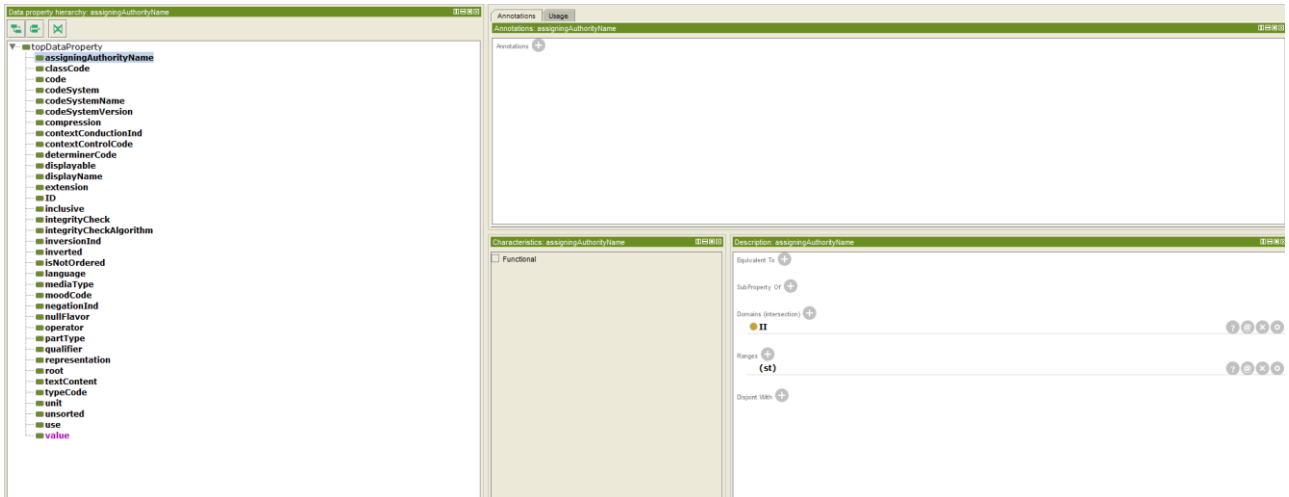 Data property hierarchy: assigningAuthorityName
topDataProperty
assigningAuthorityName
classCode
code
codeSystem
codeSystemName
codeSystemVersion
compression
contextConductionInd
contextControlCode
determinerCode
displayable
displayName
extension
ID
inclusive
integrityCheck
integrityCheckAlgorithm
inversionInd
inverted
isNotOrdered
language
mediaType
moodCode
negationInd
nullFlavor
operator
partType
qualifier
representation
root
textContent
typeCode
unit
unsorted
use
value
Annotations Usage
Annotations: assigningAuthorityName
Annotations
Characteristics: assigningAuthorityName
Functional
Description: assigningAuthorityName
Equivalent To
SubProperty Of
Domains (intersection)
II
Ranges
(st)
Disjoint With